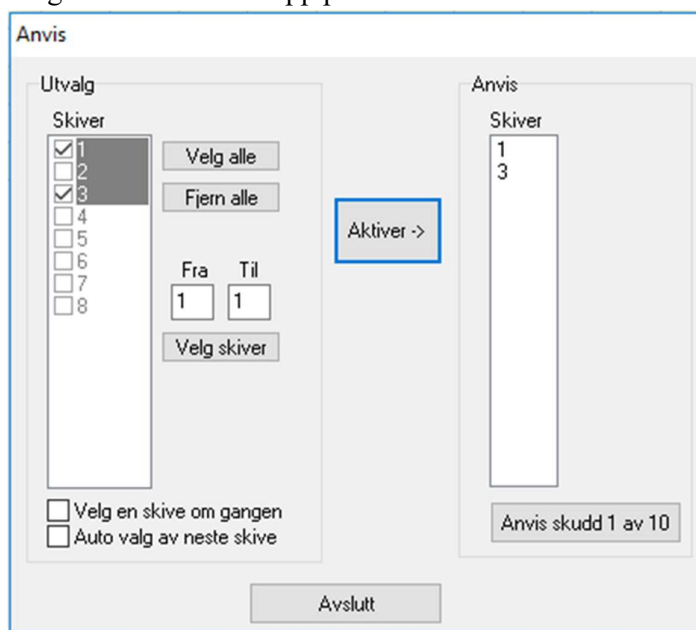 Anvis
Utvalg
Skiver
1
2
3
4
5
6
7
8
Velg alle
Fjern alle
Fra Til
1 1
Velg skiver
Velg en skive om gangen
Auto valg av neste skive
Aktiver ->
Anvis
Skiver
1
3
Anvis skudd 1 av 10
Avslutt